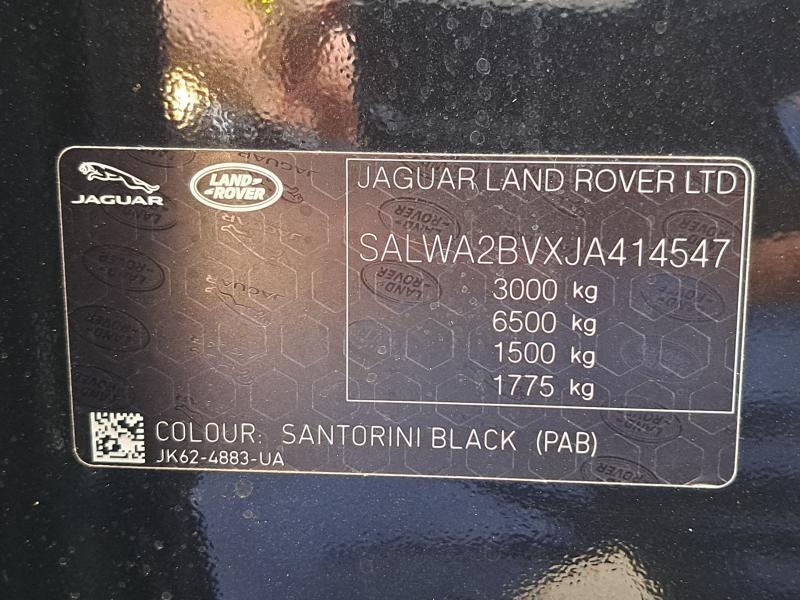 JAGUAR
LAND
ROVER
JAGUAR LAND ROVER LTD
SALWA2BVXJA414547
3000 kg
6500 kg
1500 kg
1775 kg
COLOUR: SANTORINI BLACK (PAB)
JK62-4883-UA